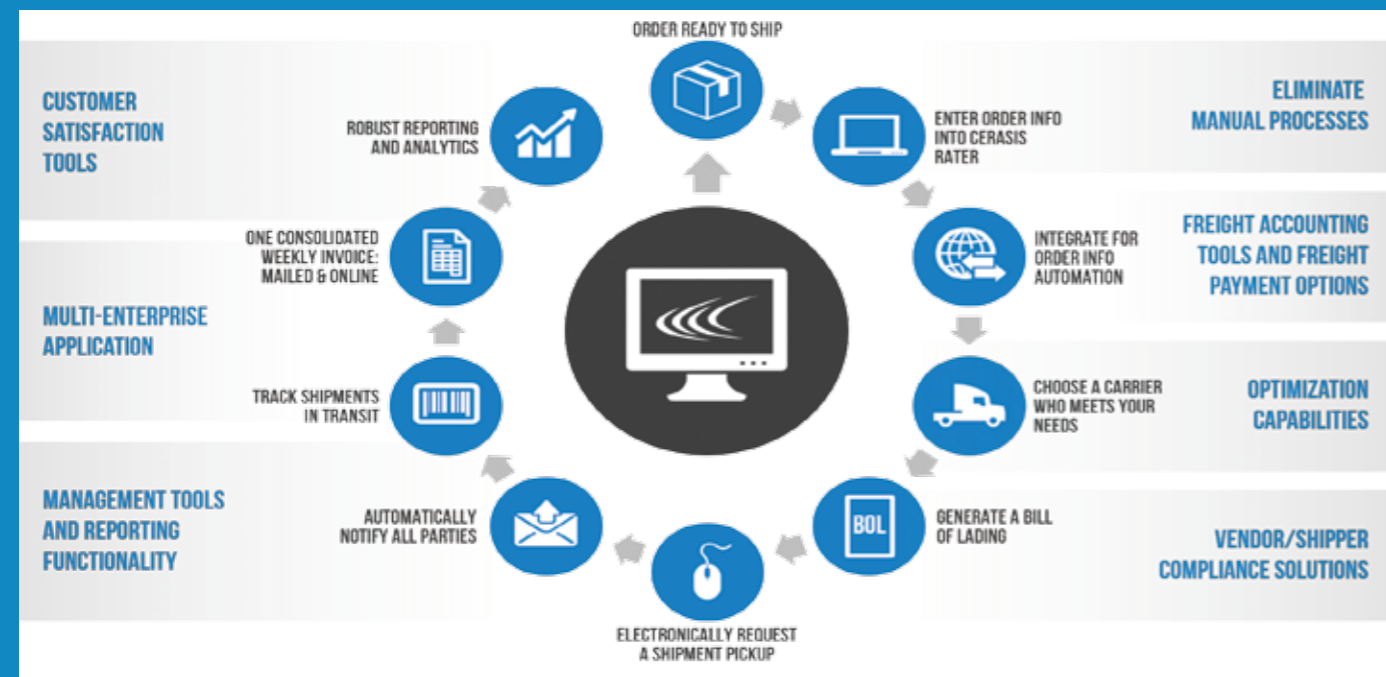 ORDER READY TO SHIP
ENTER ORDER INFO
INTO CERASIS
RATER
INTEGRATE FOR
ORDER INFO
AUTOMATION
CHOOSE A CARRIER
WHO MEETS YOUR
NEEDS
BOL
GENERATE A BILL
OF LADING
ELECTRONICALLY REQUEST
A SHIPMENT PICKUP
AUTOMATICALLY
NOTIFY ALL PARTIES
TRACK SHIPMENTS
IN TRANSIT
ONE CONSOLIDATED
WEEKLY INVOICE:
MAILED & ONLINE
ROBUST REPORTING
AND ANALYTICS
CUSTOMER
SATISFACTION
TOOLS
MULTI-ENTERPRISE
APPLICATION
MANAGEMENT TOOLS
AND REPORTING
FUNCTIONALITY
ELIMINATE
MANUAL PROCESSES
FREIGHT ACCOUNTING
TOOLS AND FREIGHT
PAYMENT OPTIONS
OPTIMIZATION
CAPABILITIES
VENDOR/SHIPPER
COMPLIANCE SOLUTIONS